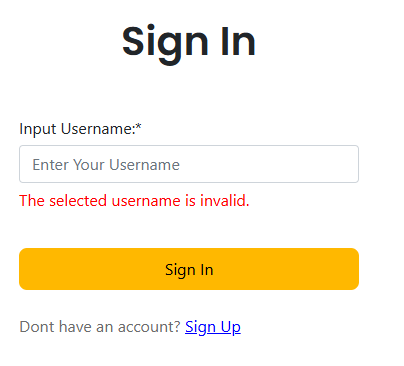 Sign In
Input Username:*
Enter Your Username
The selected username is invalid.
Sign In
Dont have an account? Sign Up